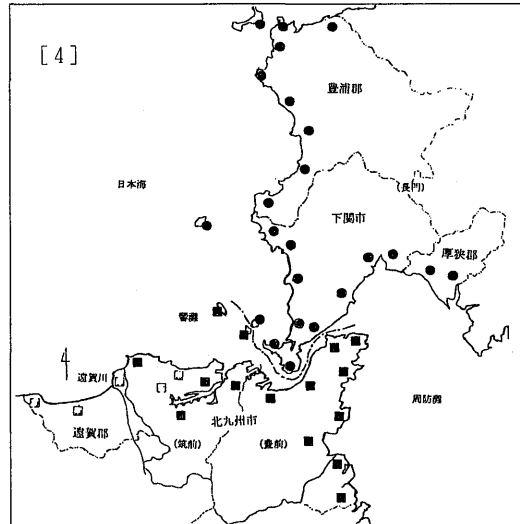 [4]
豊浦郡
日本海
(長門)
下関市
厚狭郡
響灘
遠賀川
周防灘
北九州市
遠賀郡
(筑前)
(豊前)